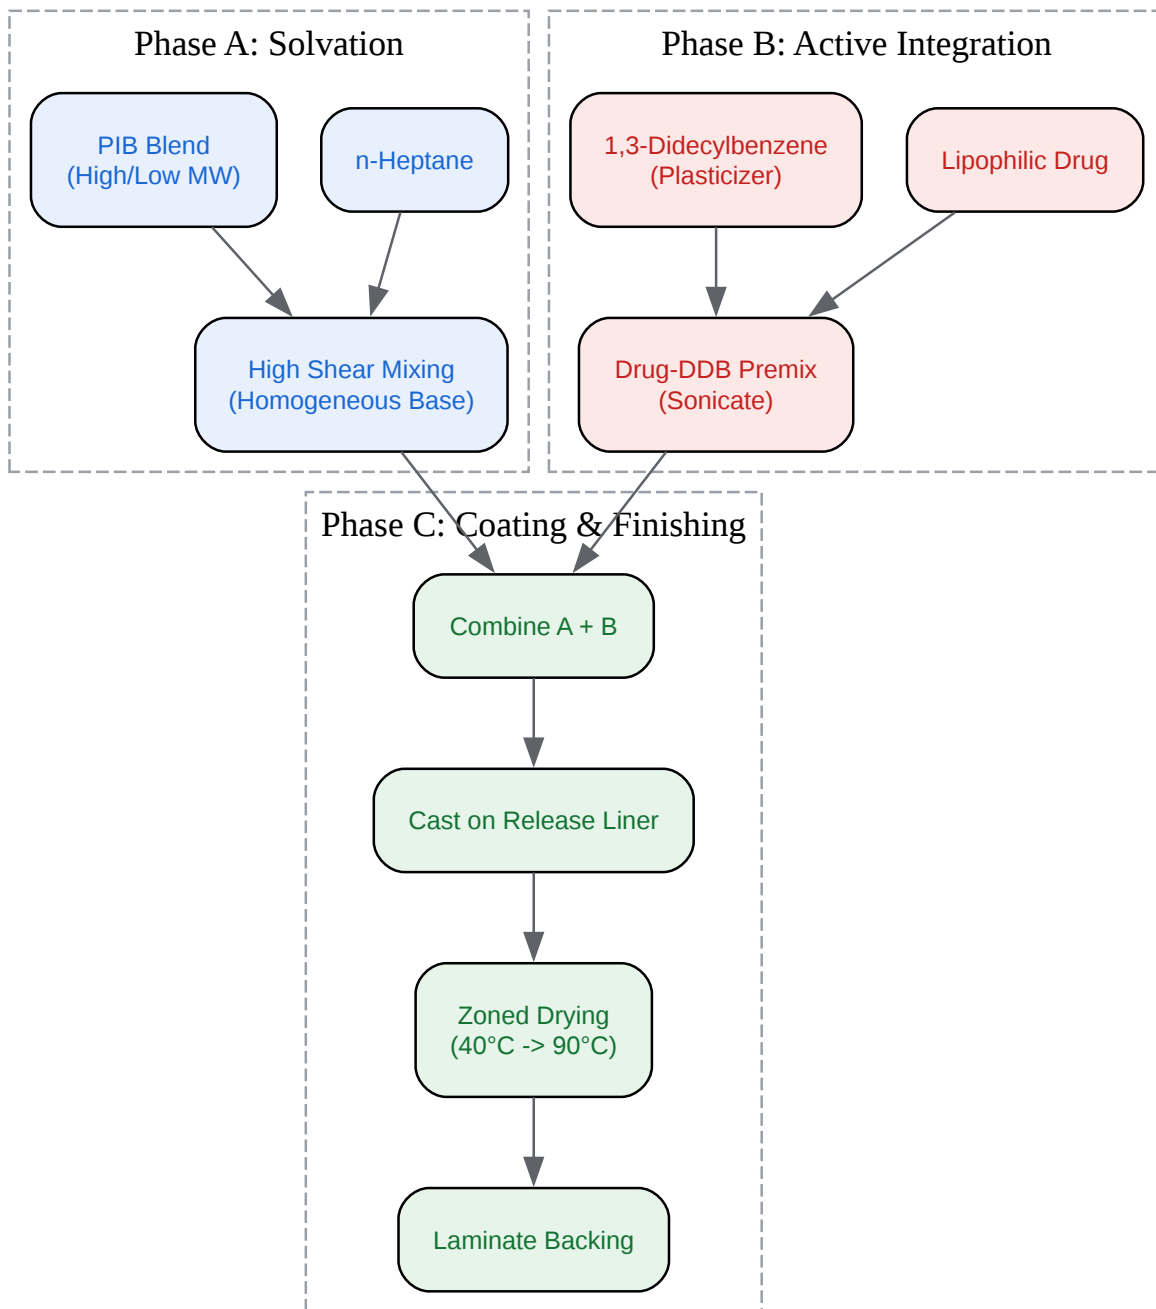 Phase A: Solvation
PIB Blend
(High/Low MW)
n-Heptane
High Shear Mixing
(Homogeneous Base)
Phase B: Active Integration
1,3-Didecylbenzene
(Plasticizer)
Lipophilic Drug
Drug-DDB Premix
(Sonicate)
Phase C: Coating & Finishing
Combine A + B
Cast on Release Liner
Zoned Drying
(40°C -> 90°C)
Laminate Backing